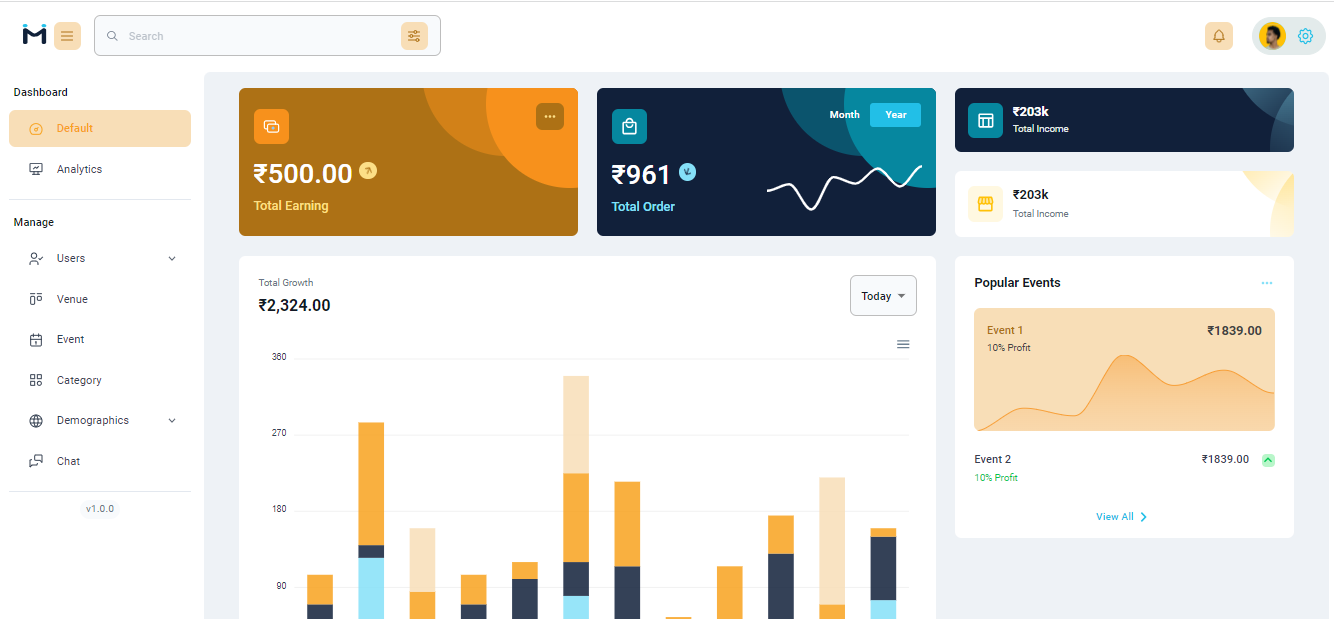 Search
Dashboard
Default
Analytics
Manage
Users
Venue
Event
Category
Demographics
Chat
v1.0.0
₹500.00
Total Earning
Month Year
₹961
Total Order
₹203k
Total Income
₹203k
Total Income
Total Growth
₹2,324.00
Today
360
270
180
90
Popular Events
Event 1 ₹1839.00
10% Profit
Event 2 ₹1839.00
10% Profit
View All